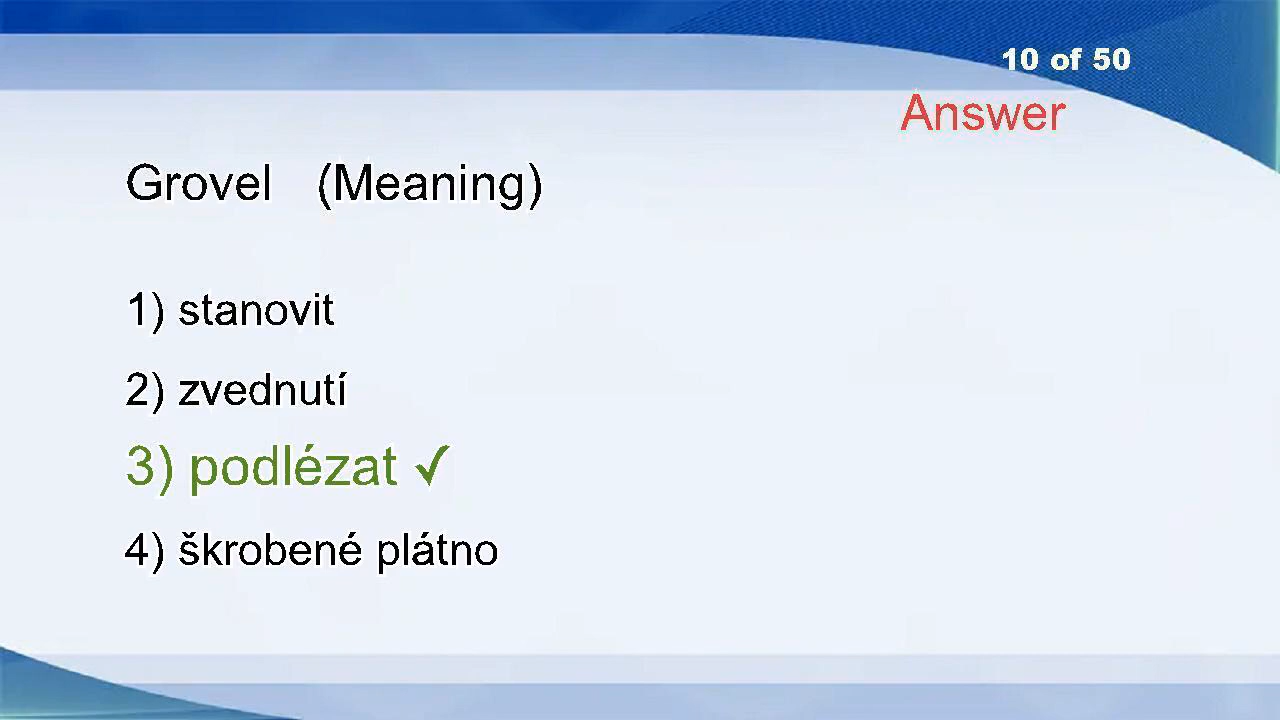 10 of 50
Answer
Grovel (Meaning)
1) stanovit
2) zvednutí
3) podlézat ✓
4) škrobené plátno